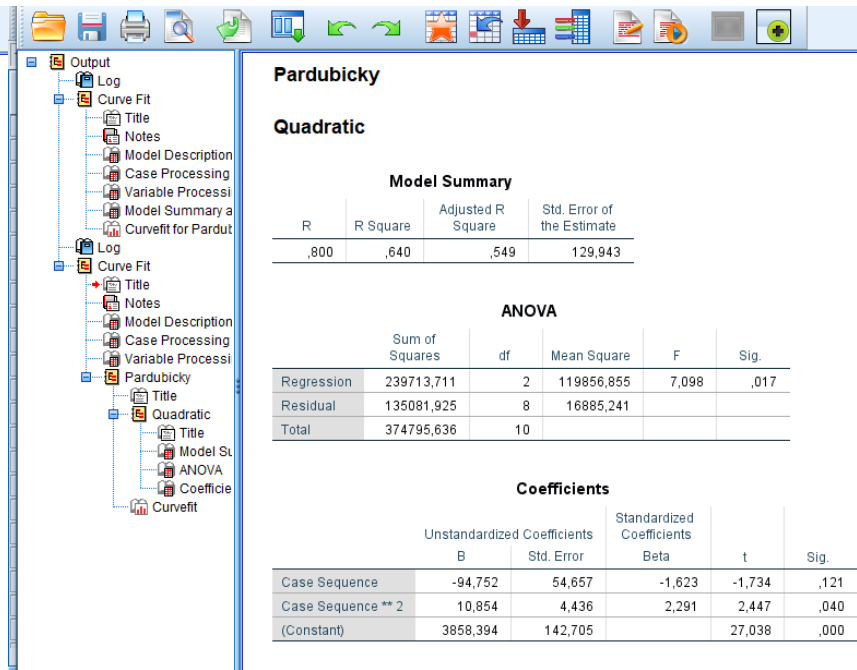 Output
Log
Curve Fit
Title
Notes
Model Description
Case Processing
Variable Processi
Model Summary a
Curvefit for Pardut
Log
Curve Fit
Title
Notes
Model Description
Case Processing
Variable Processi
Pardubicky
Title
Quadratic
Title
Model Su
ANOVA
Coefficie
Curvefit
Pardubicky
Quadratic
Model Summary
R R Square Adjusted R Square Std. Error of the Estimate
,800 ,640 ,549 129,943
ANOVA
Sum of Squares df Mean Square F Sig.
Regression 239713,711 2 119856,855 7,098 ,017
Residual 135081,925 8 16885,241
Total 374795,636 10
Coefficients
Unstandardized Coefficients Standardized Coefficients
B Std. Error Beta t Sig.
Case Sequence -94,752 54,657 -1,623 -1,734 ,121
Case Sequence ** 2 10,854 4,436 2,291 2,447 ,040
(Constant) 3858,394 142,705 27,038 ,000